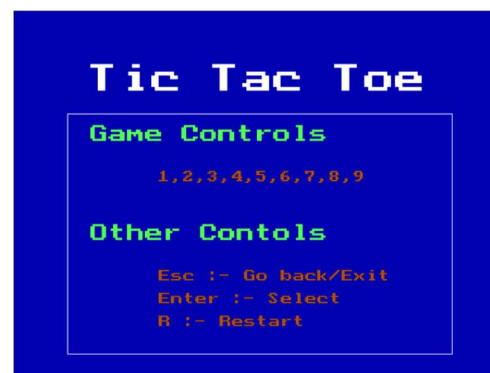 Tic Tac Toe
Game Controls
1,2,3,4,5,6,7,8,9
Other Contols
Esc :- Go back/Exit
Enter :- Select
R :- Restart